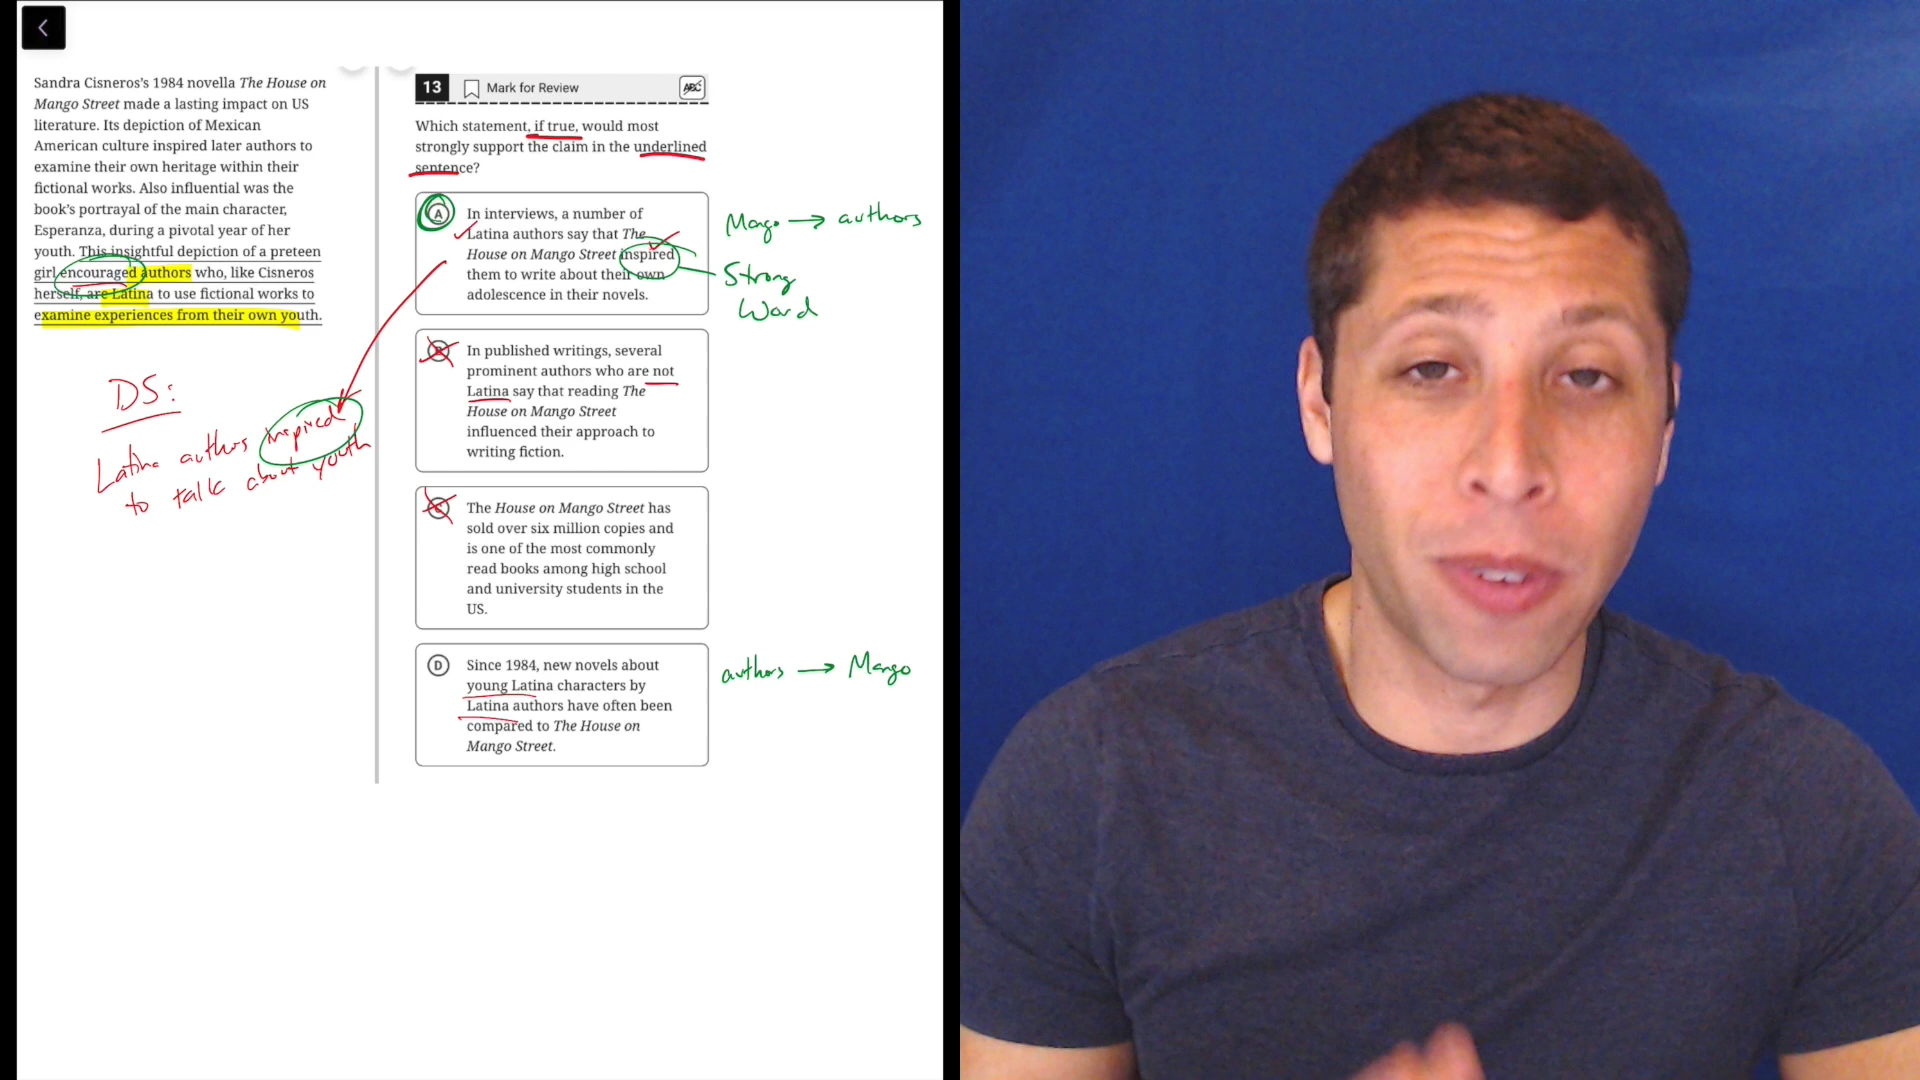 Sandra Cisneros's 1984 novella The House on
Mango Street made a lasting impact on US
literature. Its depiction of Mexican
American culture inspired later authors to
examine their own heritage within their
fictional works. Also influential was the
book's portrayal of the main character,
Esperanza, during a pivotal year of her
youth. This insightful depiction of a preteen
girl encouraged authors who, like Cisneros
herself, are Latina to use fictional works to
examine experiences from their own youth.
DS:
Latina authors inspired
to talk about youth
13 Mark for Review ABC
Which statement, if true, would most
strongly support the claim in the underlined
sentence?
A In interviews, a number of
Latina authors say that The
House on Mango Street inspired
them to write about their own
adolescence in their novels.
Mango → authors
Strong
Word
B In published writings, several
prominent authors who are not
Latina say that reading The
House on Mango Street
influenced their approach to
writing fiction.
C The House on Mango Street has
sold over six million copies and
is one of the most commonly
read books among high school
and university students in the
US.
D Since 1984, new novels about
young Latina characters by
Latina authors have often been
compared to The House on
Mango Street.
authors → Mango